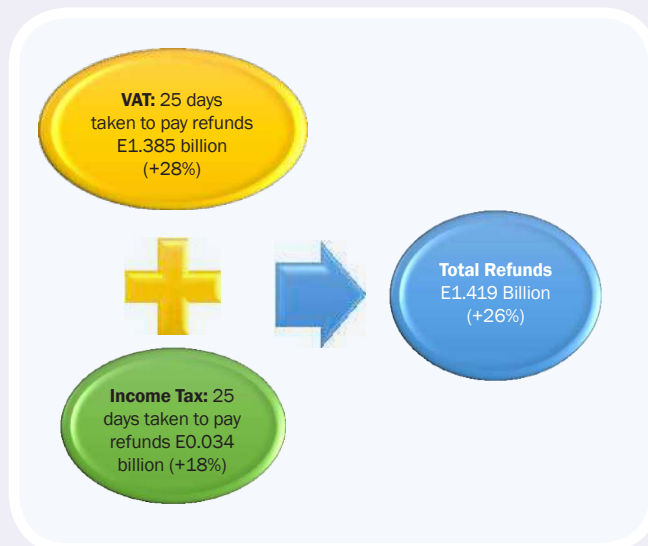 VAT: 25 days
taken to pay refunds
E1.385 billion
(+28%)
Income Tax: 25
days taken to pay
refunds E0.034
billion (+18%)
Total Refunds
E1.419 Billion
(+26%)